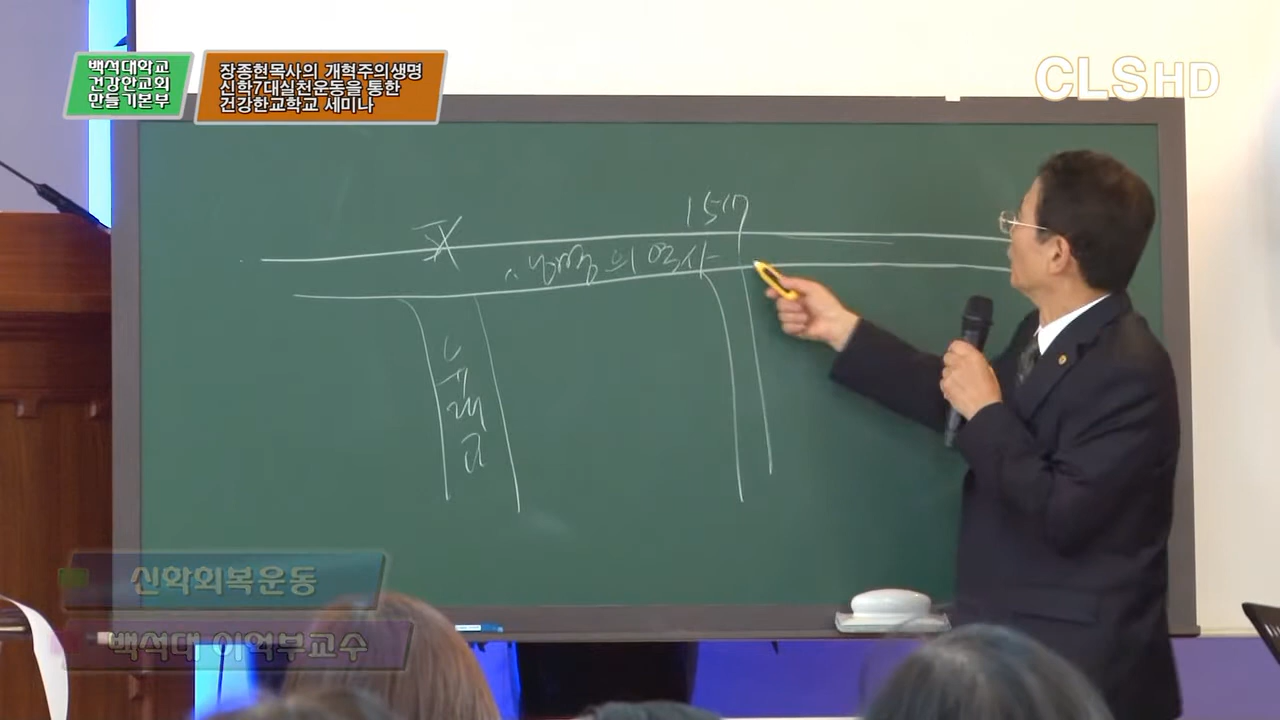 백석대학교
건강한교회
만들기본부
장종현목사의 개혁주의생명
신학7대실천운동을 통한
건강한교학교 세미나
CLSHD
1517
의 역사
신학회복운동
백석대 이억부교수